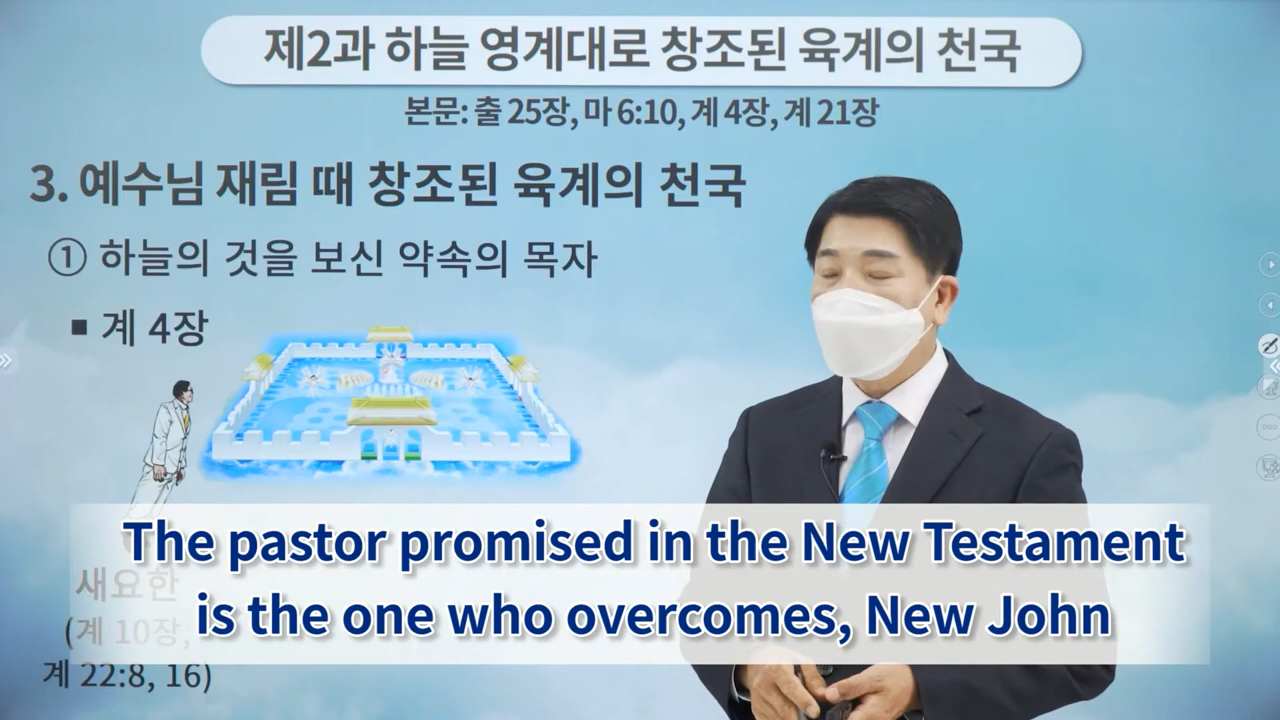 제2과 하늘 영계대로 창조된 육계의 천국
본문: 출 25장, 마 6:10, 계 4장, 계 21장
3. 예수님 재림 때 창조된 육계의 천국
① 하늘의 것을 보신 약속의 목자
■ 계 4장
The pastor promised in the New Testament
is the one who overcomes, New John
새요한
(계 10장,
계 22:8, 16)